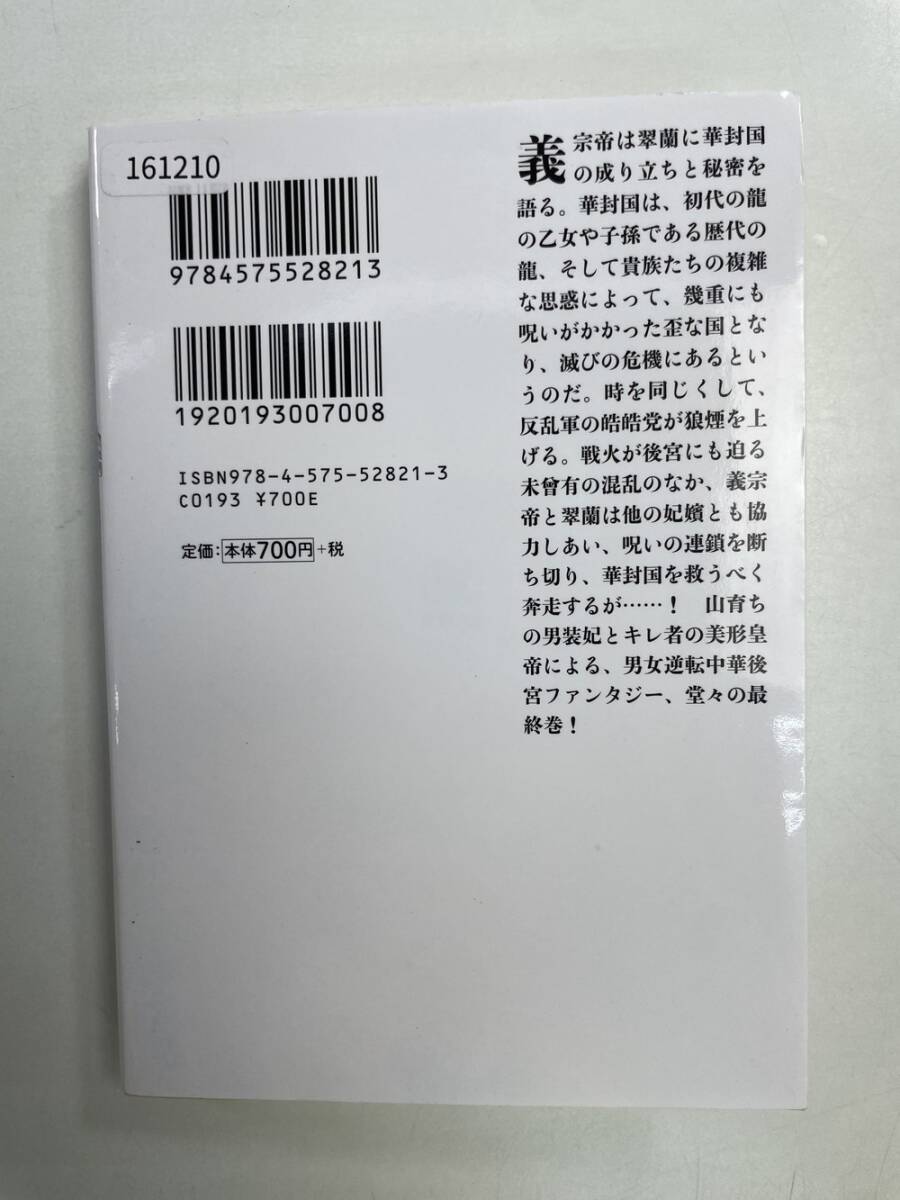 161210
9784575528213
1920193007008
ISBN978-4-575-52821-3
C0193 ¥700E
定価:本体700円+税
義宗帝は翠蘭に華封国
の成り立ちと秘密を
語る。華封国は、初代の龍
の乙女や子孫である歴代の
龍、そして貴族たちの複雑
な思惑によって、幾重にも
呪いがかかった歪な国とな
り、滅びの危機にあるとい
うのだ。時を同じくして、
反乱軍の皓皓党が狼煙を上
げる。戦火が後宮にも迫る
未曾有の混乱のなか、義宗
帝と翠蘭は他の妃嬪とも協
力しあい、呪いの連鎖を断
ち切り、華封国を救うべく
奔走するが……！　山育ち
の男装妃とキレ者の美形皇
帝による、男女逆転中華後
宮ファンタジー、堂々の最
終巻！